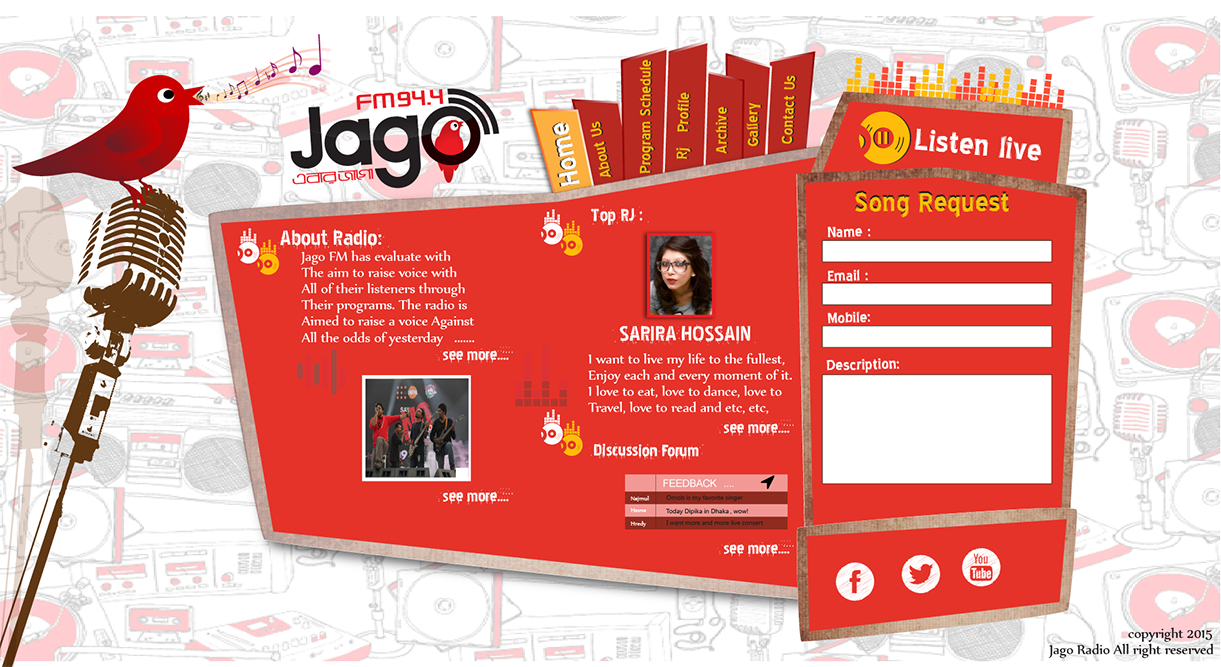 FM94.4
Jago
এবার জাগা
Home
About Us
Program Schedule
Rj Profile
Archive
Gallery
Contact Us
Listen live
About Radio:
Jago FM has evaluate with
The aim to raise voice with
All of their listeners through
Their programs. The radio is
Aimed to raise a voice Against
All the odds of yesterday .......
see more....
see more....
Top RJ :
SARIRA HOSSAIN
I want to live my life to the fullest,
Enjoy each and every moment of it.
I love to eat, love to dance, love to
Travel, love to read and etc, etc,
see more....
Discussion Forum
FEEDBACK ....
Nejmul Omob is my favorite singer
Today Dipika in Dhaka , wow!
Hredy I want more and more live consert
see more....
Song Request
Name :
Email :
Mobile:
Description:
f
You
Tube
copyright 2015
Jago Radio All right reserved